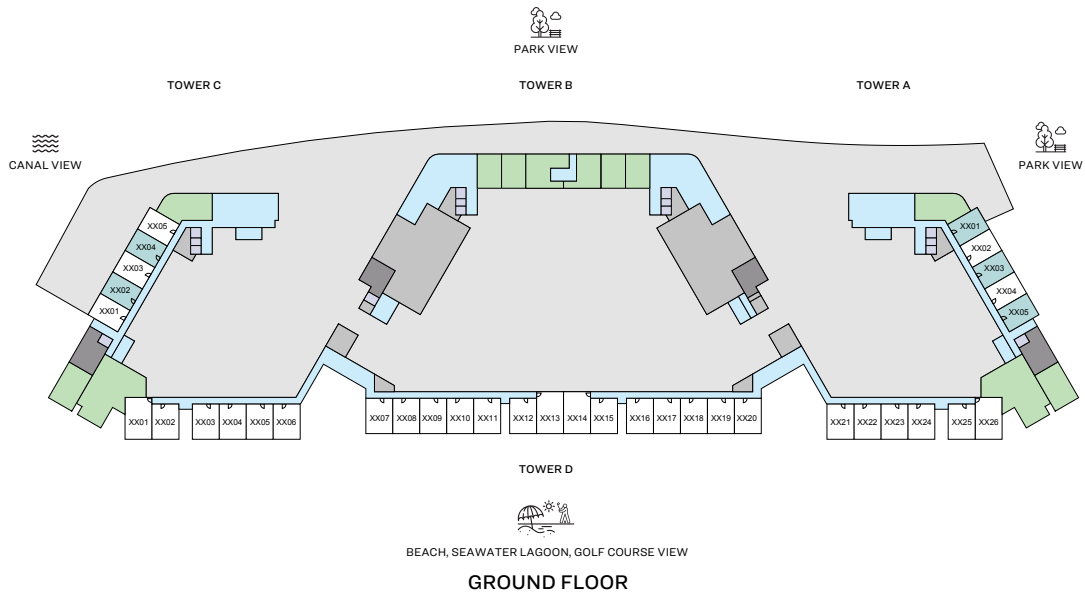 PARK VIEW
TOWER C
TOWER B
TOWER A
CANAL VIEW
PARK VIEW
XX05
XX04
XX03
XX02
XX01
XX01
XX02
XX03
XX04
XX05
XX01
XX02
XX03
XX04
XX05
XX06
XX07
XX08
XX09
XX10
XX11
XX12
XX13
XX14
XX15
XX16
XX17
XX18
XX19
XX20
XX21
XX22
XX23
XX24
XX25
XX26
TOWER D
BEACH, SEAWATER LAGOON, GOLF COURSE VIEW
GROUND FLOOR